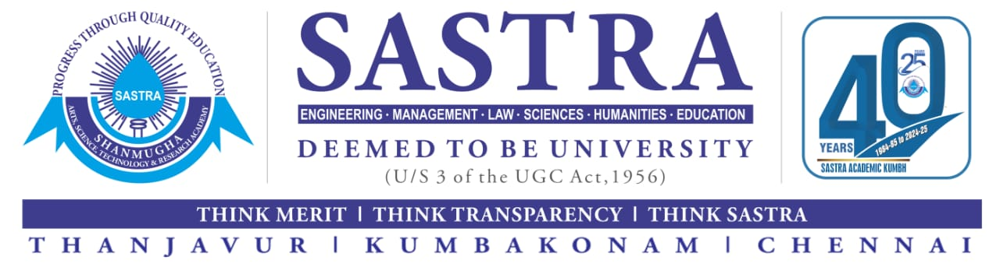 PROGRESS THROUGH QUALITY EDUCATION
SASTRA
SHANMUGHA
ARTS, SCIENCE, TECHNOLOGY & RESEARCH ACADEMY
SASTRA
ENGINEERING · MANAGEMENT · LAW · SCIENCES · HUMANITIES · EDUCATION
DEEMED TO BE UNIVERSITY
(U/S 3 of the UGC Act,1956)
40
YEARS
25
YEARS
1984-85 to 2024-25
SASTRA ACADEMIC KUMBH
THINK MERIT | THINK TRANSPARENCY | THINK SASTRA
THANJAVUR | KUMBAKONAM | CHENNAI